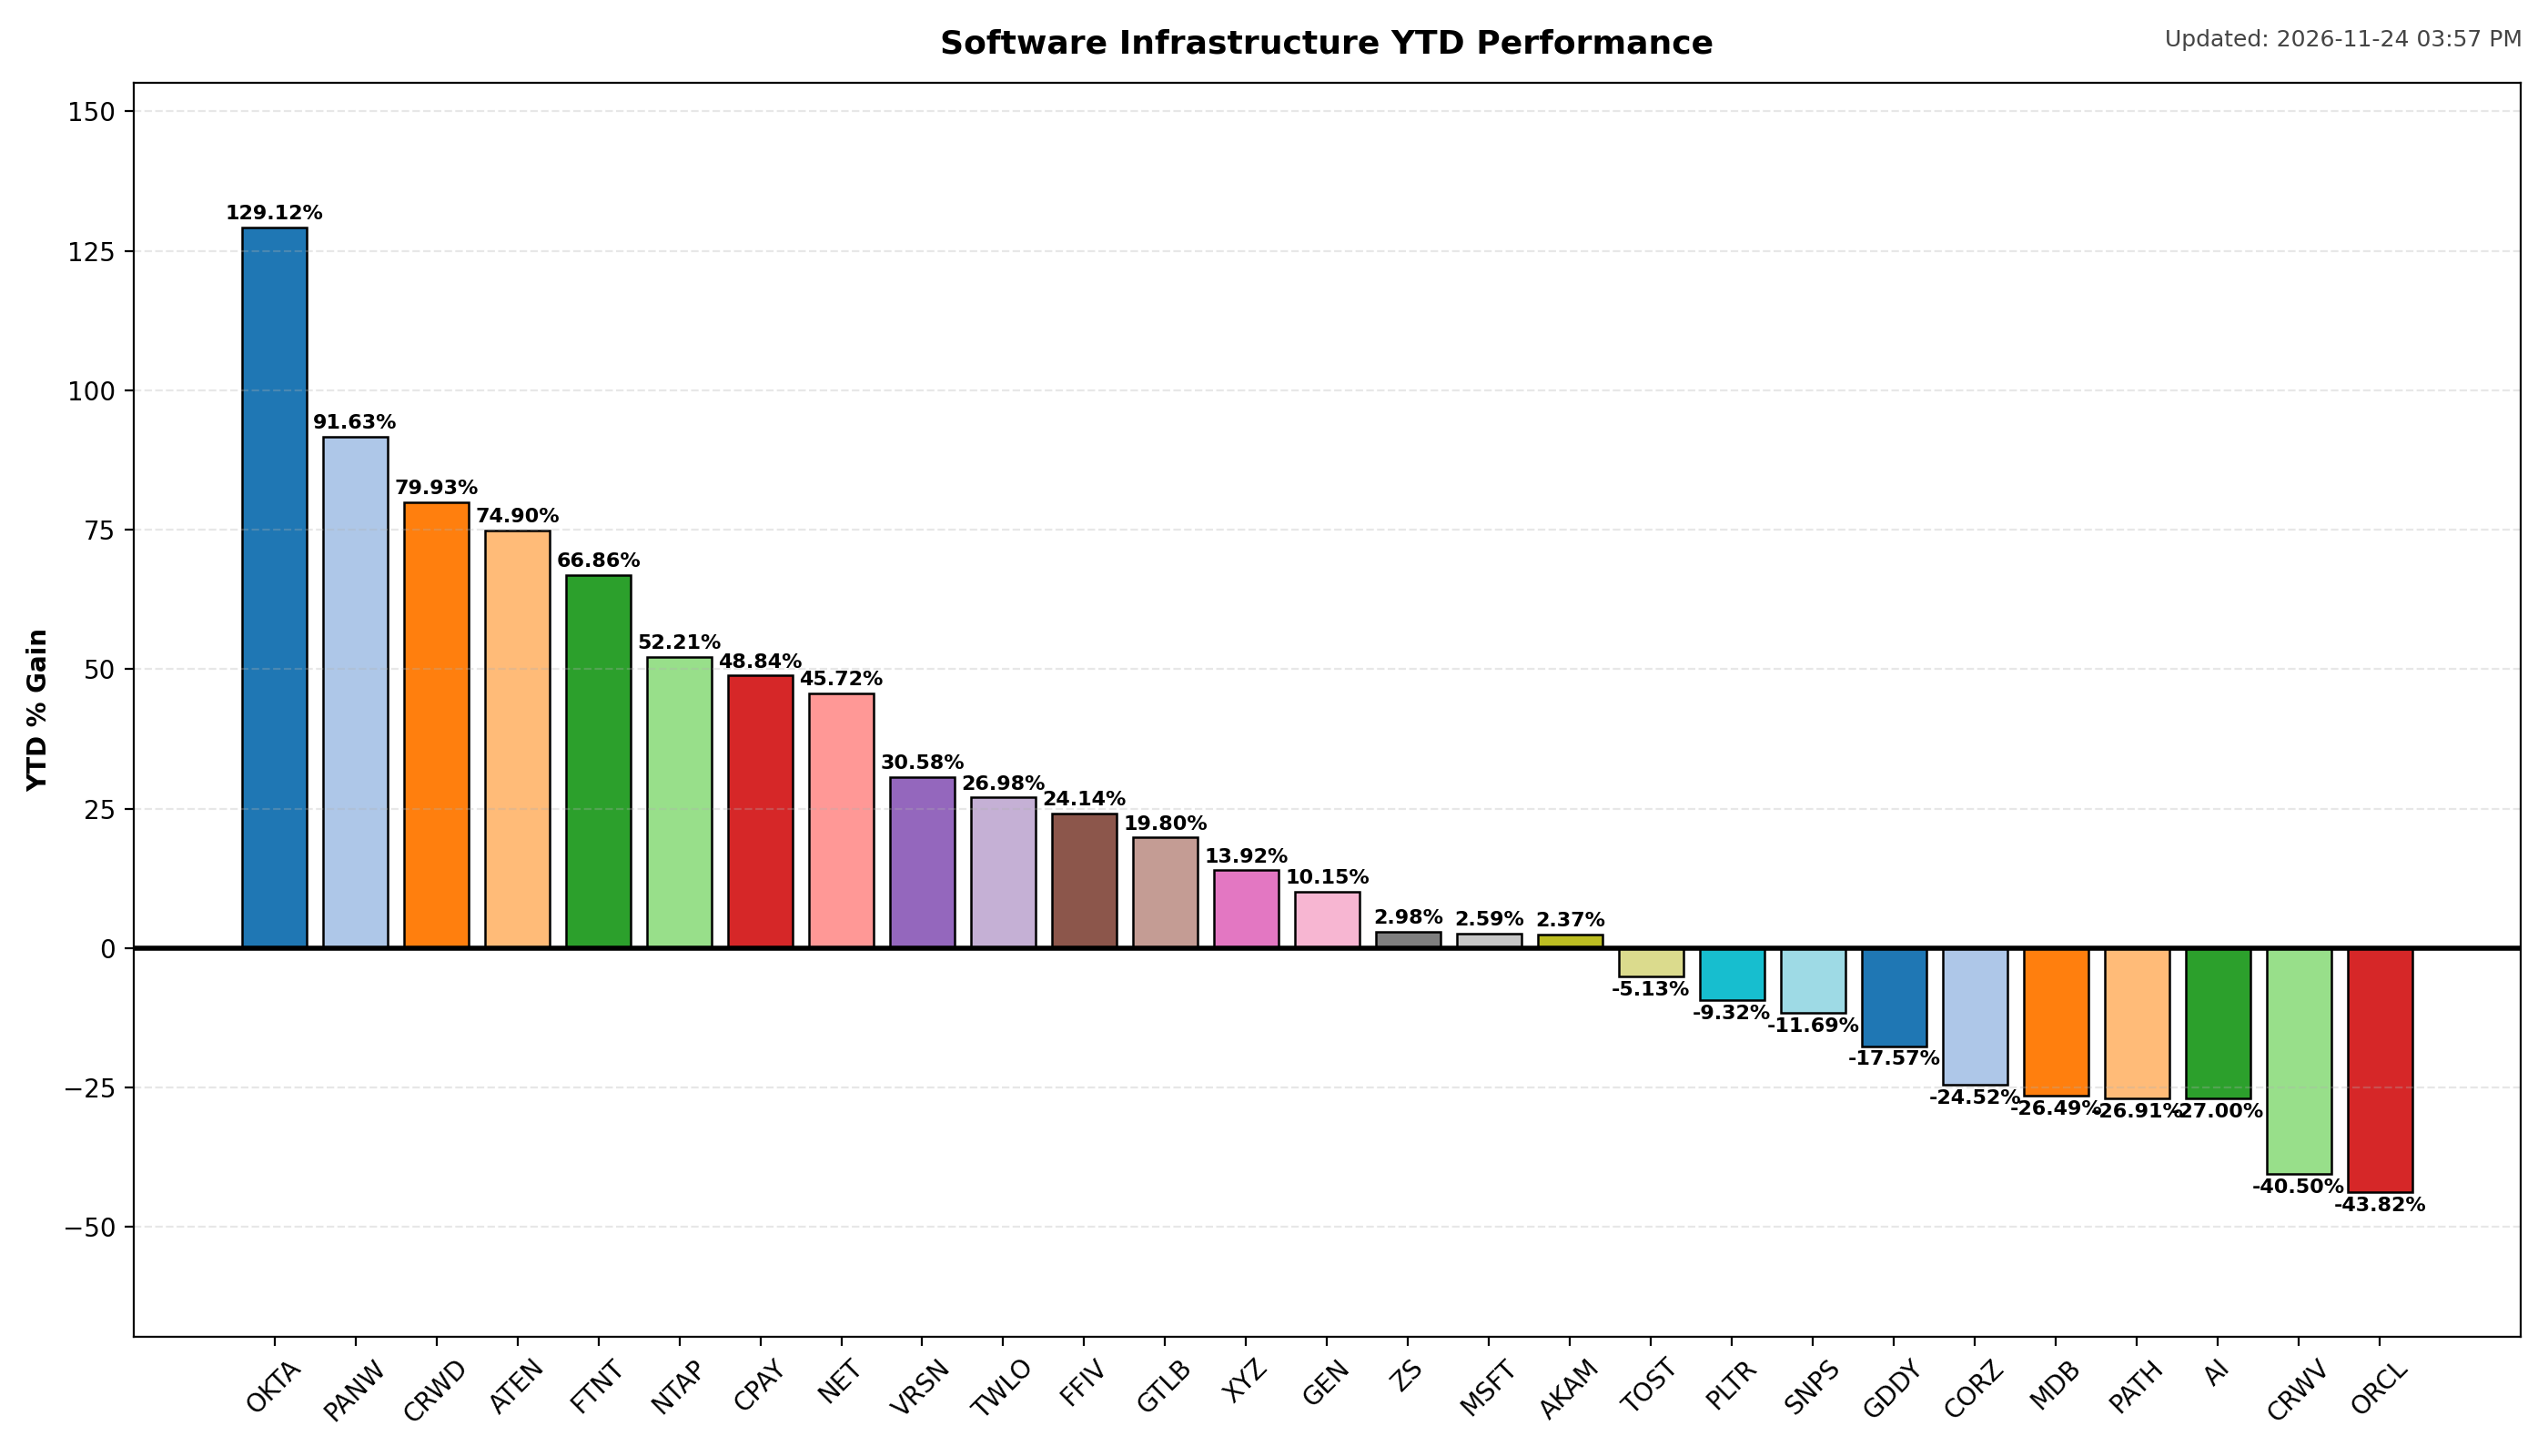 Software Infrastructure YTD Performance
Updated: 2026-11-24 03:57 PM
YTD % Gain
150
125
100
75
50
25
0
−25
−50
129.12%
91.63%
79.93%
74.90%
66.86%
52.21%
48.84%
45.72%
30.58%
26.98%
24.14%
19.80%
13.92%
10.15%
2.98%
2.59%
2.37%
-5.13%
-9.32%
-11.69%
-17.57%
-24.52%
-26.49%
-26.91%
-27.00%
-40.50%
-43.82%
OKTA
PANW
CRWD
ATEN
FTNT
NTAP
CPAY
NET
VRSN
TWLO
FFIV
GTLB
XYZ
GEN
ZS
MSFT
AKAM
TOST
PLTR
SNPS
GDDY
CORZ
MDB
PATH
AI
CRWV
ORCL